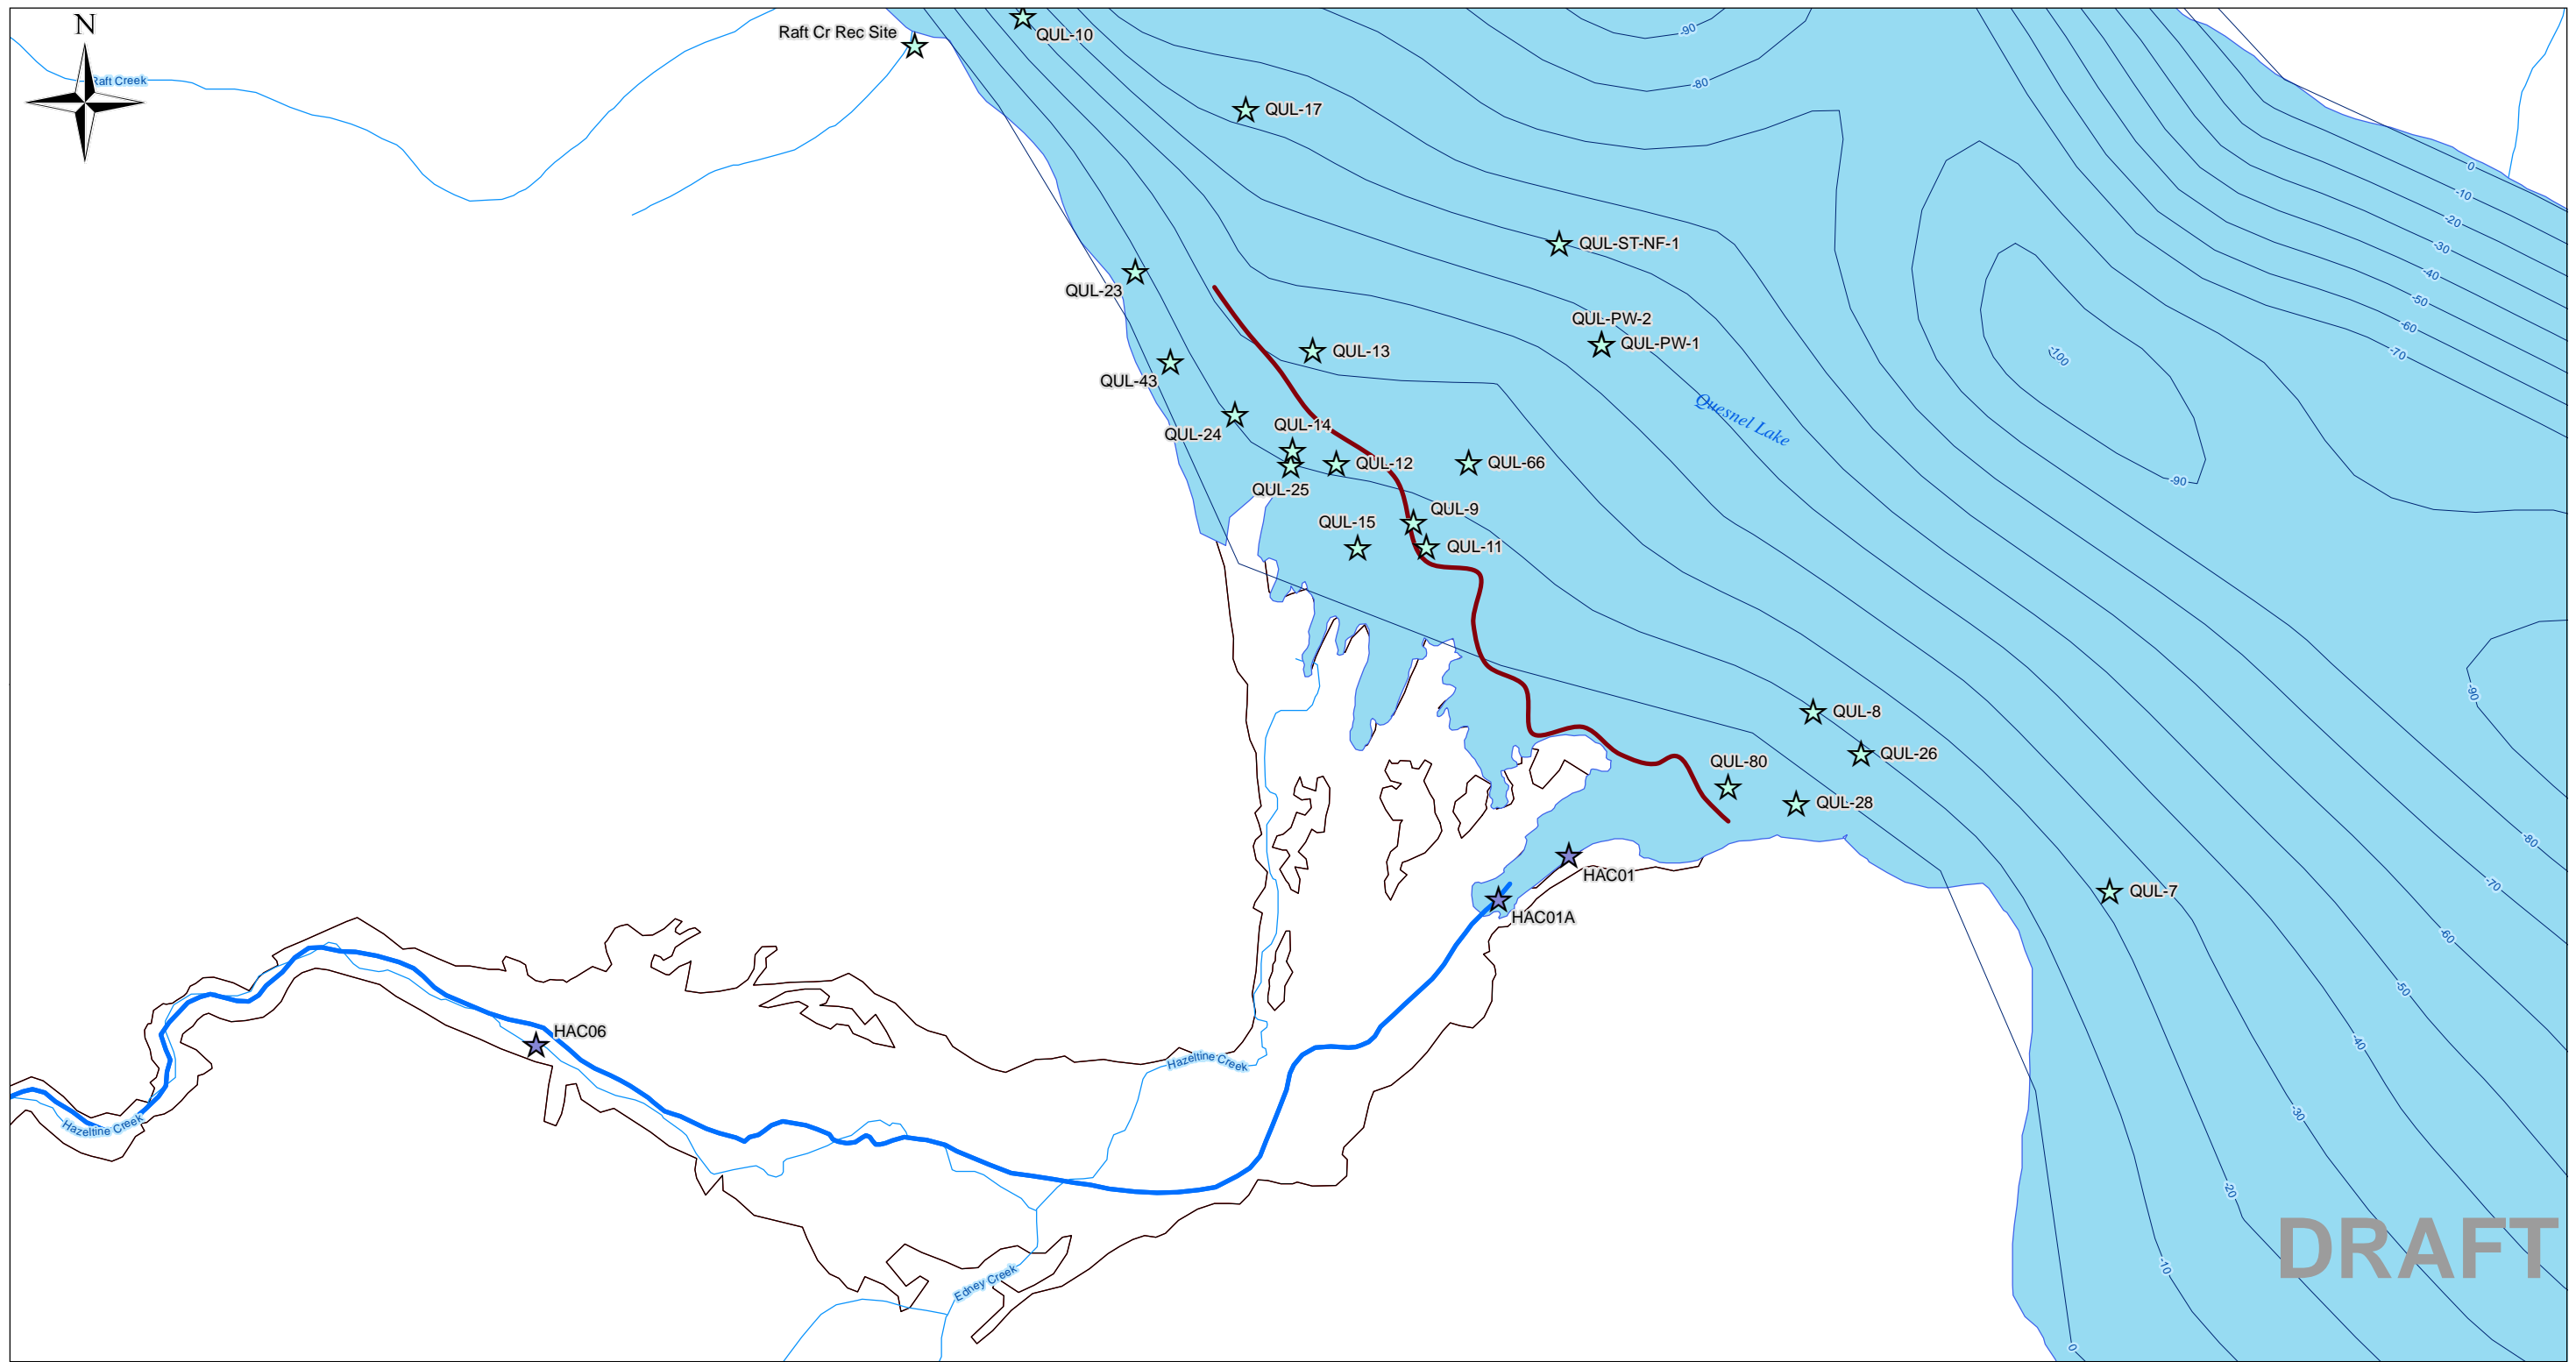 N
Raft Cr Rec Site
QUL-10
-90
Raft Creek
-80
QUL-17
0
-10
-20
-30
-40
-50
-60
-70
QUL-ST-NF-1
QUL-23
QUL-PW-2
QUL-PW-1
QUL-13
-100
QUL-43
Quesnel Lake
QUL-24
QUL-14
QUL-12
QUL-66
QUL-25
-90
QUL-9
QUL-15
QUL-11
-90
QUL-8
QUL-26
QUL-80
QUL-28
-80
HAC01
-70
QUL-7
HAC01A
-60
-50
HAC06
-40
Hazeltine Creek
Hazeltine Creek
-30
-20
DRAFT
-10
Edney Creek
0